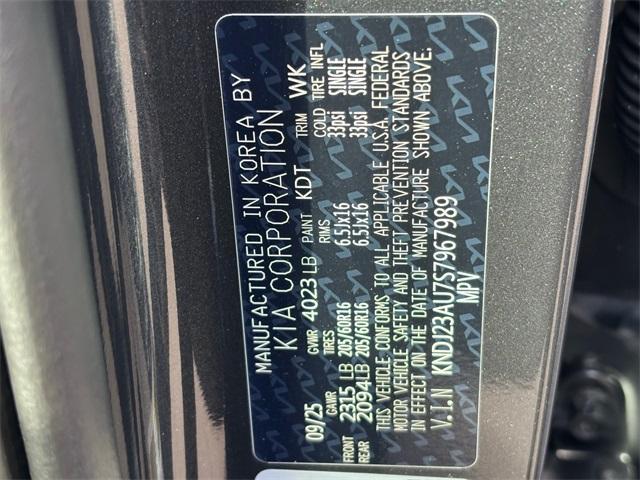 MANUFACTURED IN KOREA BY
KIA CORPORATION
09/25 GVWR 4023 LB PAINT KDT TRIM WK
GAWR TIRES RIMS COLD TIRE INFL
FRONT 2315 LB 205/60R16 6.5Jx16 33psi SINGLE
REAR 2094 LB 205/60R16 6.5Jx16 33psi SINGLE
THIS VEHICLE CONFORMS TO ALL APPLICABLE U.S.A. FEDERAL
MOTOR VEHICLE SAFETY AND THEFT PREVENTION STANDARDS
IN EFFECT ON THE DATE OF MANUFACTURE SHOWN ABOVE.
V.I.N KNDJ23AU7S7967989
MPV